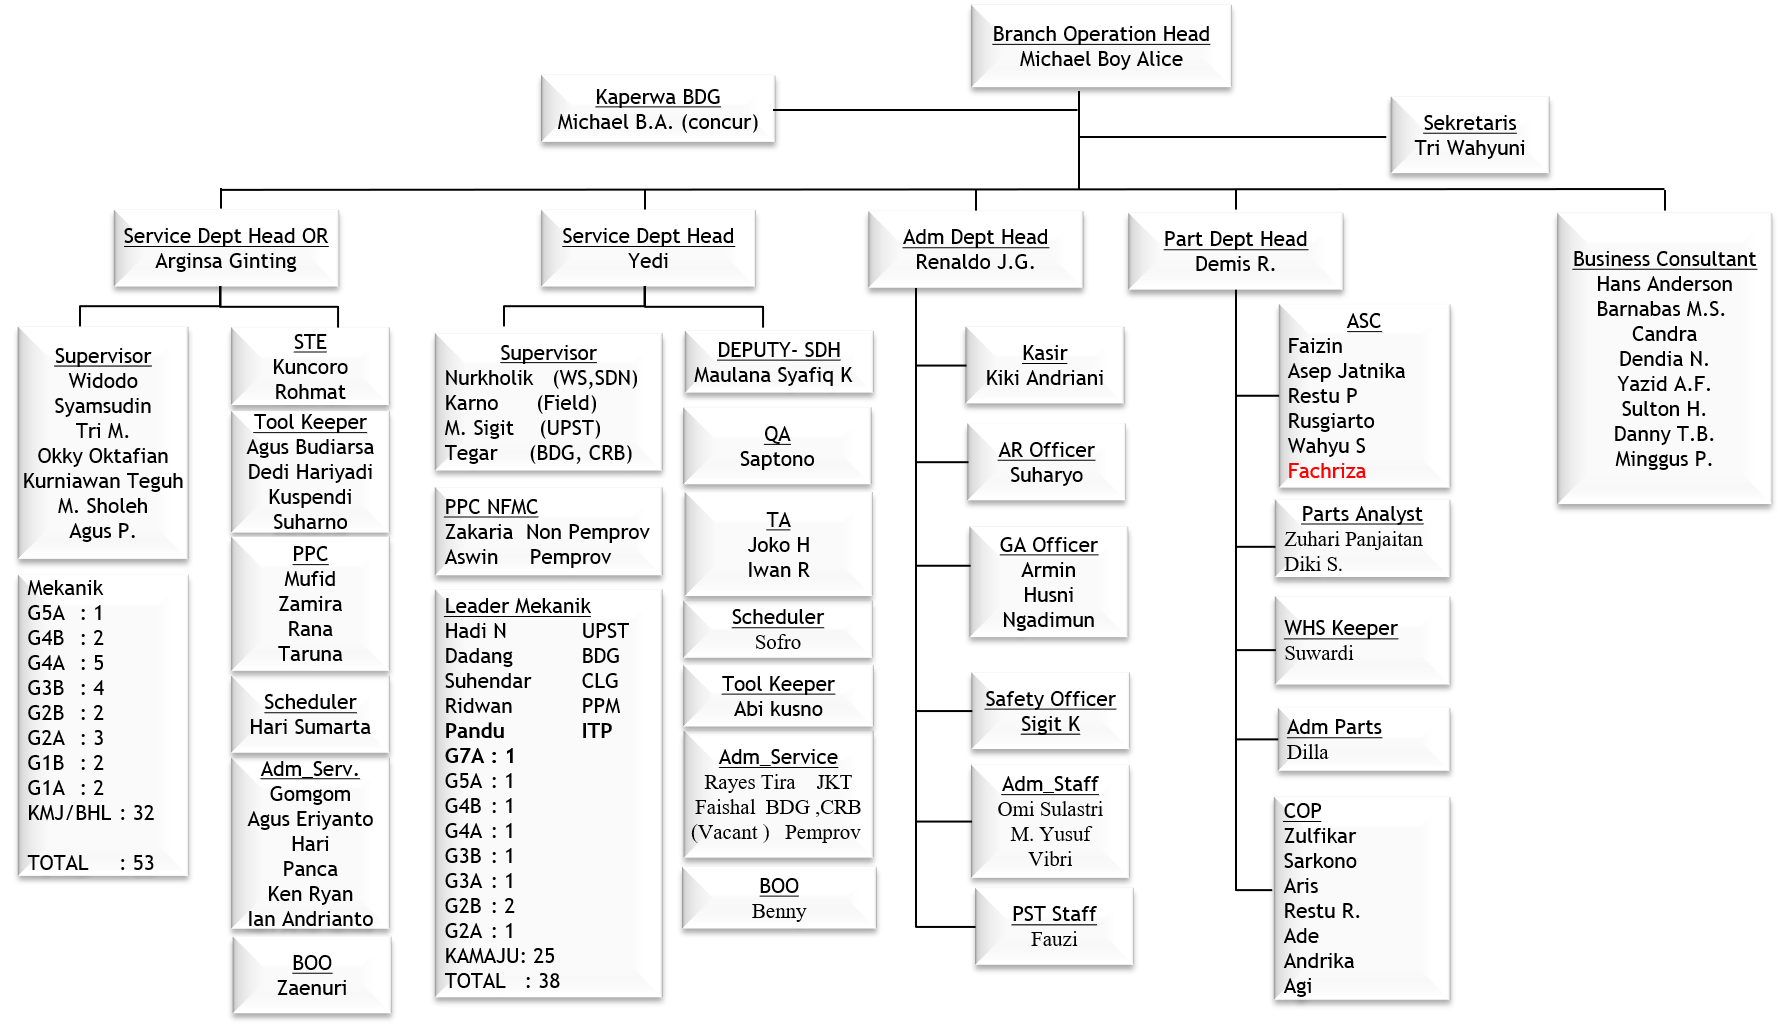 Branch Operation Head
Michael Boy Alice
Kaperwa BDG
Michael B.A. (concur)
Sekretaris
Tri Wahyuni
Service Dept Head OR
Arginsa Ginting
Supervisor
Widodo
Syamsudin
Tri M.
Okky Oktafian
Kurniawan Teguh
M. Sholeh
Agus P.
Mekanik
G5A : 1
G4B : 2
G4A : 5
G3B : 4
G2B : 2
G2A : 3
G1B : 2
G1A : 2
KMJ/BHL : 32
TOTAL : 53
STE
Kuncoro
Rohmat
Tool Keeper
Agus Budiarsa
Dedi Hariyadi
Kuspendi
Suharno
PPC
Mufid
Zamira
Rana
Taruna
Scheduler
Hari Sumarta
Adm_Serv.
Gomgom
Agus Eriyanto
Hari
Panca
Ken Ryan
Ian Andrianto
BOO
Zaenuri
Service Dept Head
Yedi
Supervisor
Nurkholik (WS,SDN)
Karno (Field)
M. Sigit (UPST)
Tegar (BDG, CRB)
PPC NFMC
Zakaria Non Pemprov
Aswin Pemprov
Leader Mekanik
Hadi N UPST
Dadang BDG
Suhendar CLG
Ridwan PPM
Pandu ITP
G7A : 1
G5A : 1
G4B : 1
G4A : 1
G3B : 1
G3A : 1
G2B : 2
G2A : 1
KAMAJU: 25
TOTAL : 38
DEPUTY- SDH
Maulana Syafiq K
QA
Saptono
TA
Joko H
Iwan R
Scheduler
Sofro
Tool Keeper
Abi kusno
Adm_Service
Rayes Tira JKT
Faishal BDG ,CRB
(Vacant ) Pemprov
BOO
Benny
Adm Dept Head
Renaldo J.G.
Kasir
Kiki Andriani
AR Officer
Suharyo
GA Officer
Armin
Husni
Ngadimun
Safety Officer
Sigit K
Adm_Staff
Omi Sulastri
M. Yusuf
Vibri
PST Staff
Fauzi
Part Dept Head
Demis R.
ASC
Faizin
Asep Jatnika
Restu P
Rusgiarto
Wahyu S
Fachriza
Parts Analyst
Zuhari Panjaitan
Diki S.
WHS Keeper
Suwardi
Adm Parts
Dilla
COP
Zulfikar
Sarkono
Aris
Restu R.
Ade
Andrika
Agi
Business Consultant
Hans Anderson
Barnabas M.S.
Candra
Dendia N.
Yazid A.F.
Sulton H.
Danny T.B.
Minggus P.